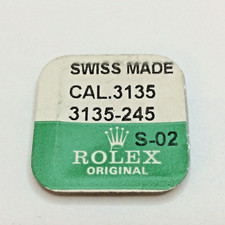 SWISS MADE
CAL.3135
3135-245
S-02
ROLEX
ORIGINAL